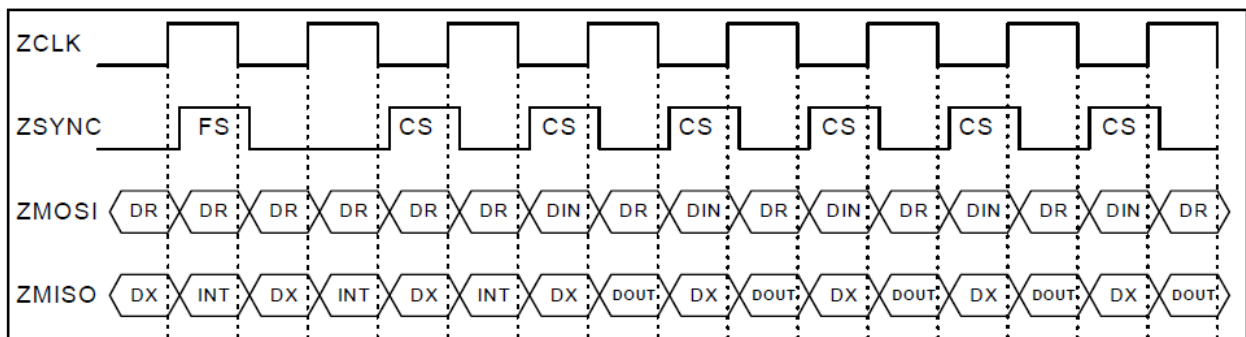 ZCLK
ZSYNC FS CS CS CS CS CS CS
ZMOSI DR DR DR DR DR DR DIN DR DIN DR DIN DR DIN DR DIN DR
ZMISO DX INT DX INT DX INT DX DOUT DX DOUT DX DOUT DX DOUT DX DOUT